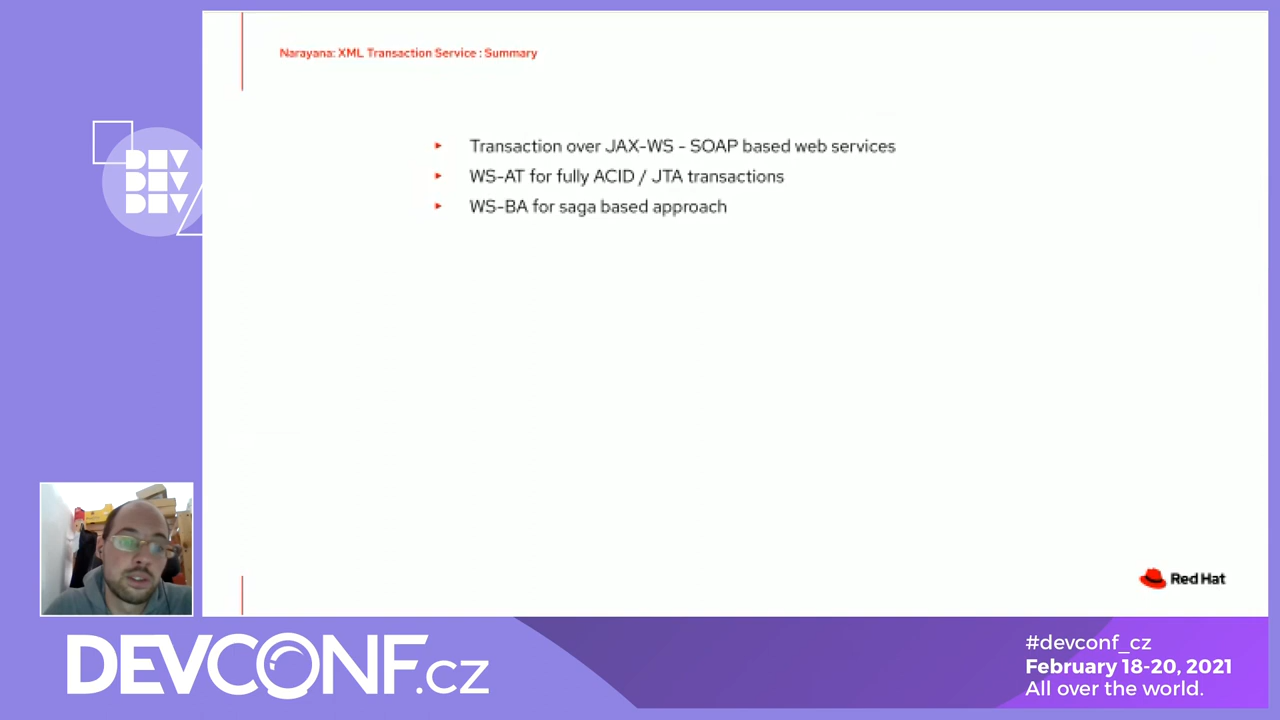 Narayana: XML Transaction Service : Summary
Transaction over JAX-WS - SOAP based web services
WS-AT for fully ACID / JTA transactions
WS-BA for saga based approach
DEV
DEV
DEV
Red Hat
DEVCONF.cz
#devconf_cz
February 18-20, 2021
All over the world.